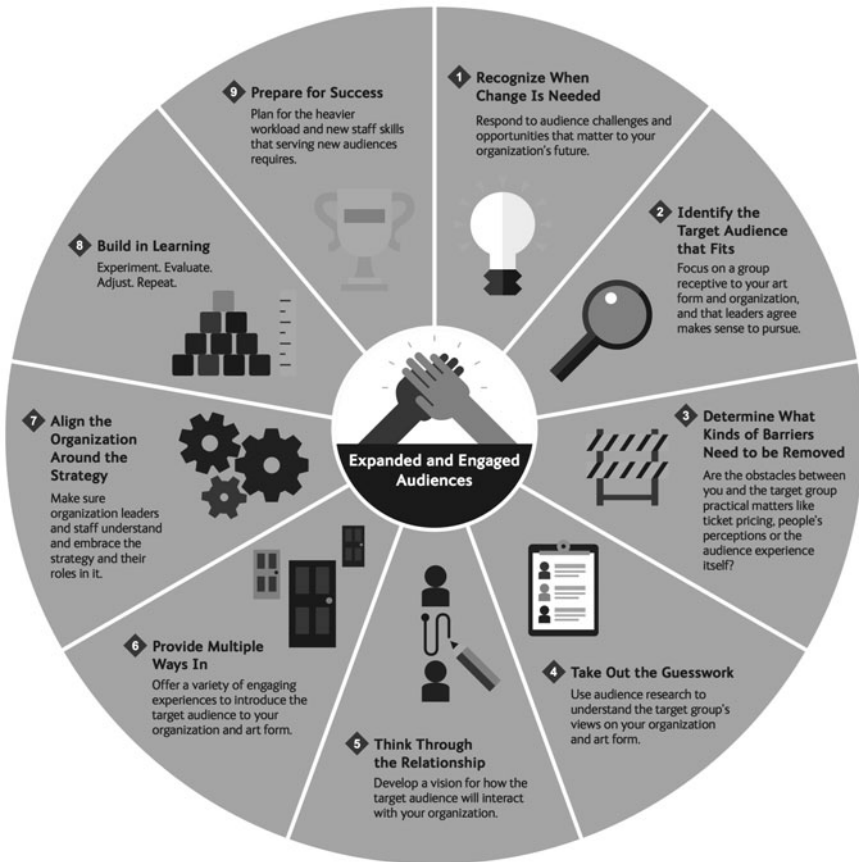 1 Recognize When
Change Is Needed
Respond to audience challenges and
opportunities that matter to your
organization's future.
2 Identify the
Target Audience
that Fits
Focus on a group
receptive to your art
form and organization,
and that leaders agree
makes sense to pursue.
3 Determine What
Kinds of Barriers
Need to be Removed
Are the obstacles between
you and the target group
practical matters like
ticket pricing, people's
perceptions or the
audience experience
itself?
4 Take Out the Guesswork
Use audience research to
understand the target group's
views on your organization
and art form.
5 Think Through
the Relationship
Develop a vision for how the
target audience will interact
with your organization.
6 Provide Multiple
Ways In
Offer a variety of engaging
experiences to introduce the
target audience to your
organization and art form.
7 Align the
Organization
Around the
Strategy
Make sure
organization leaders
and staff understand
and embrace the
strategy and their
roles in it.
8 Build in Learning
Experiment. Evaluate.
Adjust. Repeat.
9 Prepare for Success
Plan for the heavier
workload and new staff skills
that serving new audiences
requires.
Expanded and Engaged
Audiences